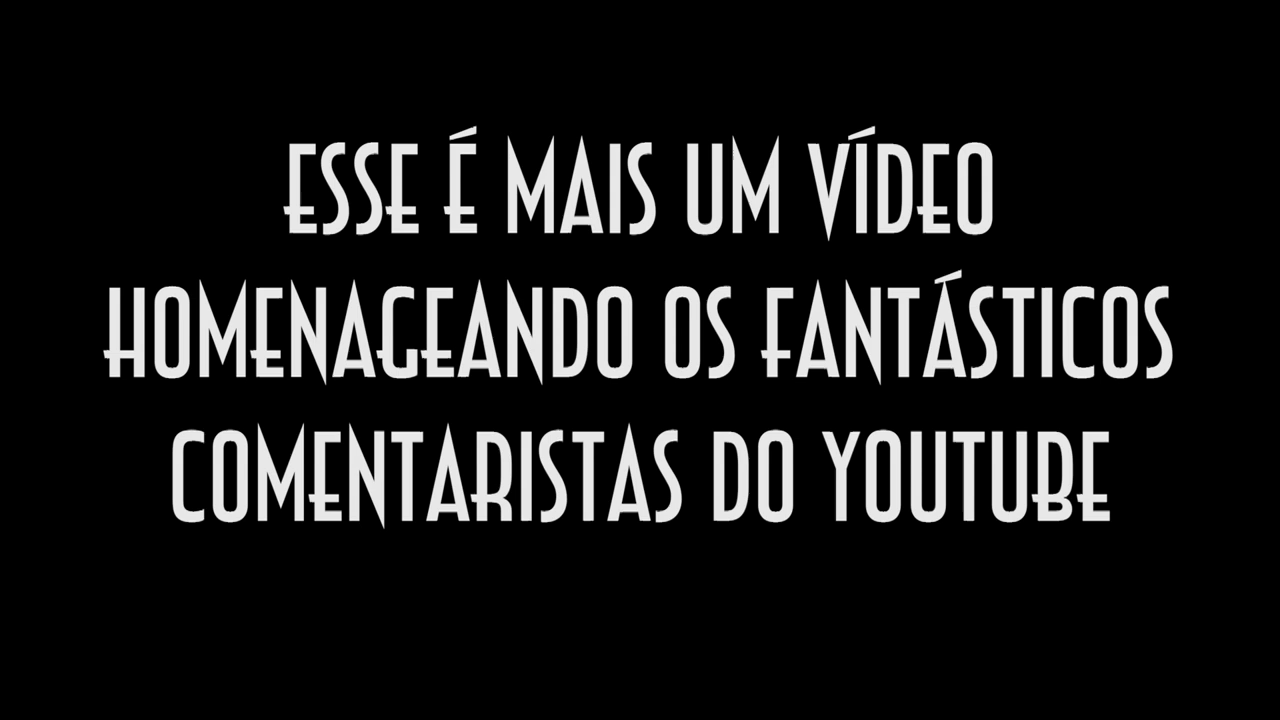 ESSE É MAIS UM VÍDEO
HOMENAGEANDO OS FANTÁSTICOS
COMENTARISTAS DO YOUTUBE